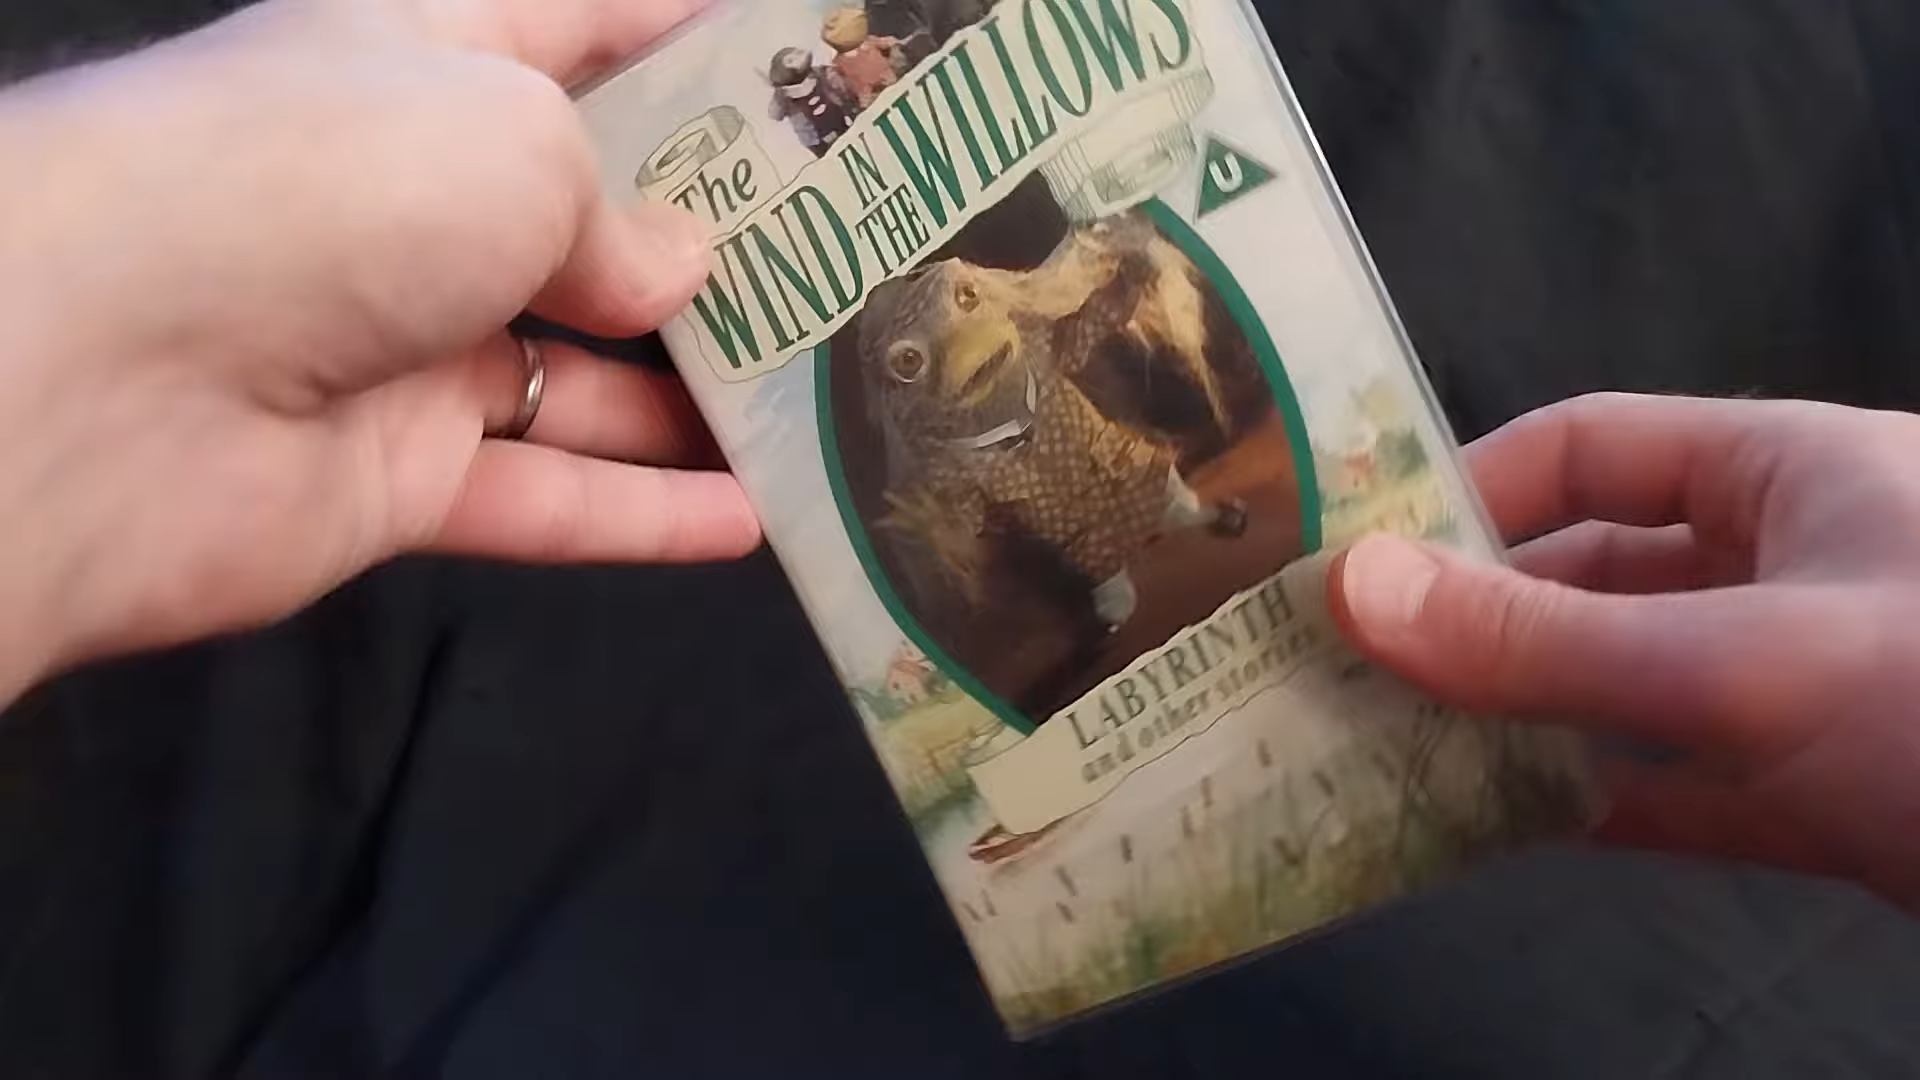 The
WIND IN THE WILLOWS
U
LABYRINTH
and other stories